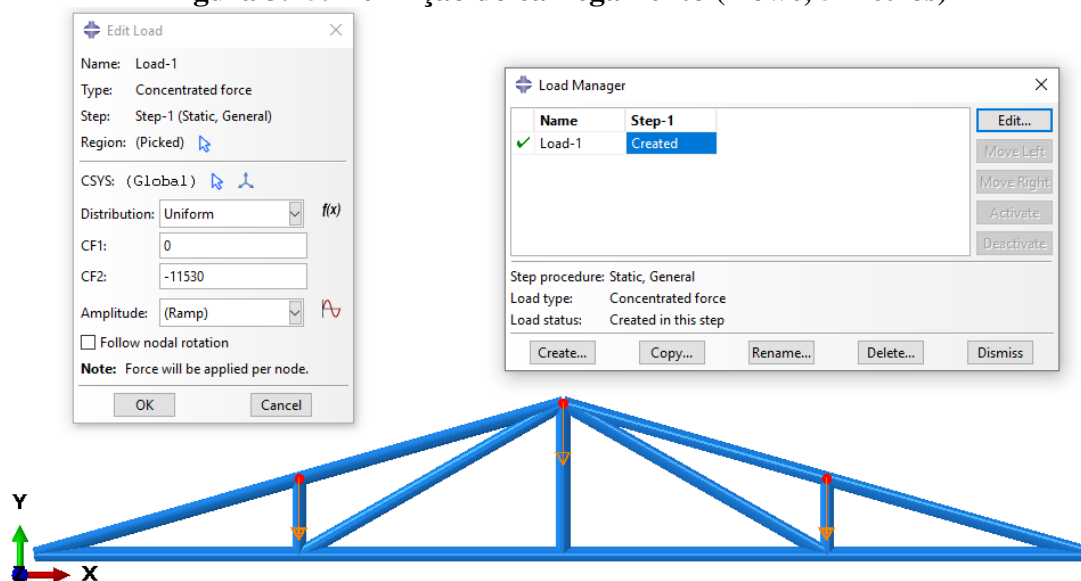 Edit Load
Name: Load-1
Type: Concentrated force
Step: Step-1 (Static, General)
Region: (Picked)
CSYS: (Global)
Distribution: Uniform f(x)
CF1: 0
CF2: -11530
Amplitude: (Ramp)
Follow nodal rotation
Note: Force will be applied per node.
OK Cancel
Load Manager
Name Step-1
Load-1 Created
Edit...
Move Left
Move Right
Activate
Deactivate
Step procedure: Static, General
Load type: Concentrated force
Load status: Created in this step
Create... Copy... Rename... Delete... Dismiss
Y
X